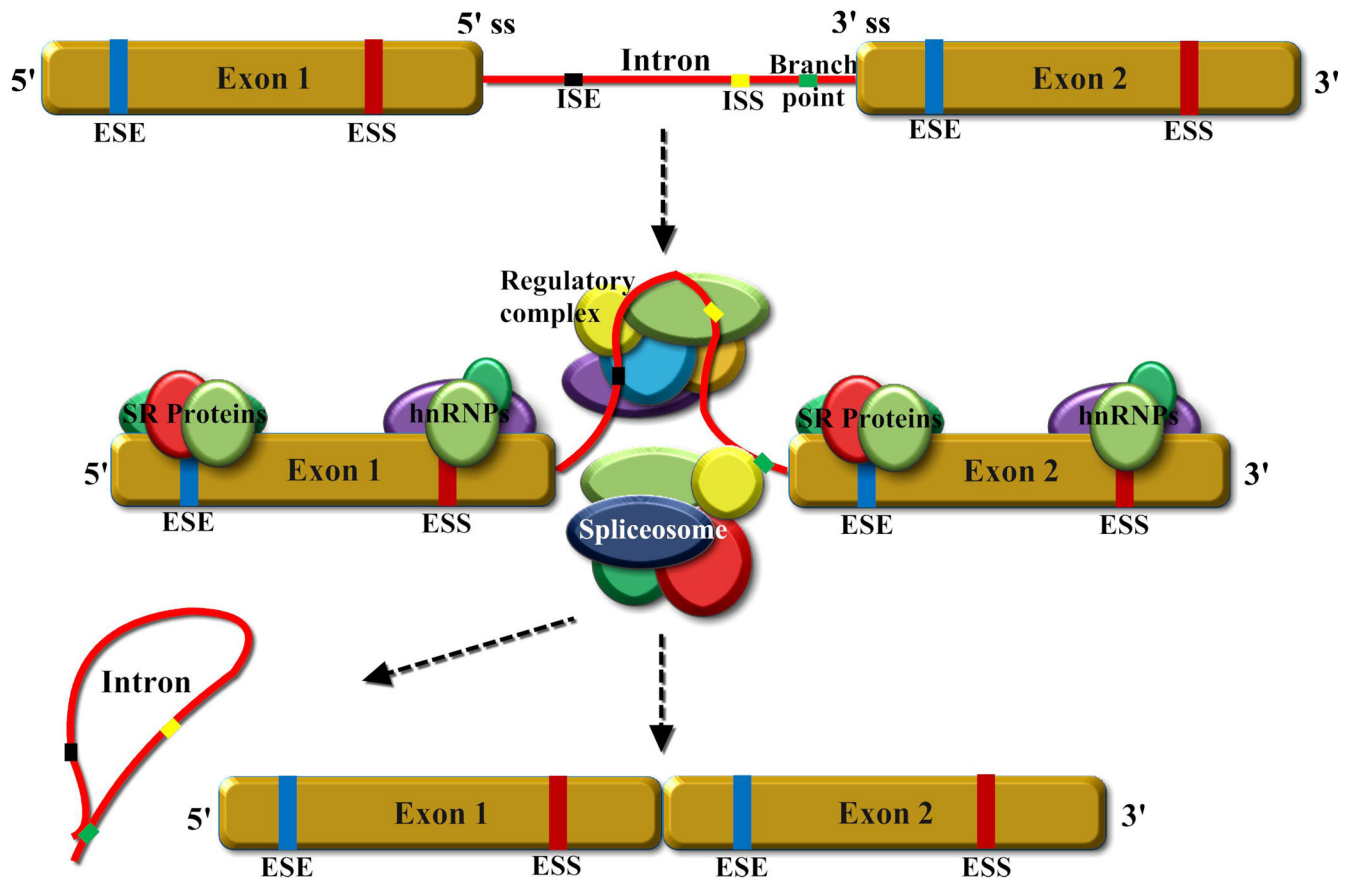 5' ss
3' ss
5'
Exon 1
Intron
Branch
point
Exon 2
3'
ISE
ISS
ESE
ESS
ESE
ESS
Regulatory
complex
SR Proteins
hnRNPs
SR Proteins
hnRNPs
5'
Exon 1
Exon 2
3'
ESE
ESS
Spliceosome
ESE
ESS
Intron
5'
Exon 1
Exon 2
3'
ESE
ESS
ESE
ESS